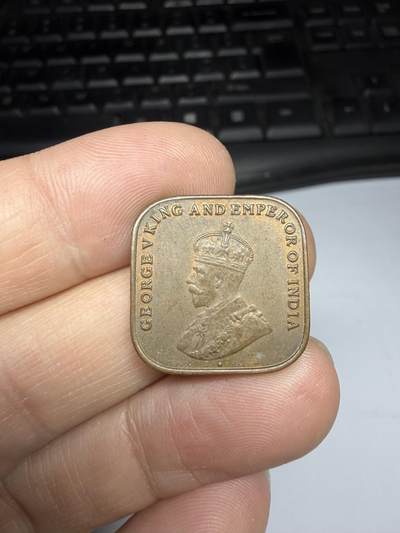 GEORGE V KING AND EMPEROR OF INDIA